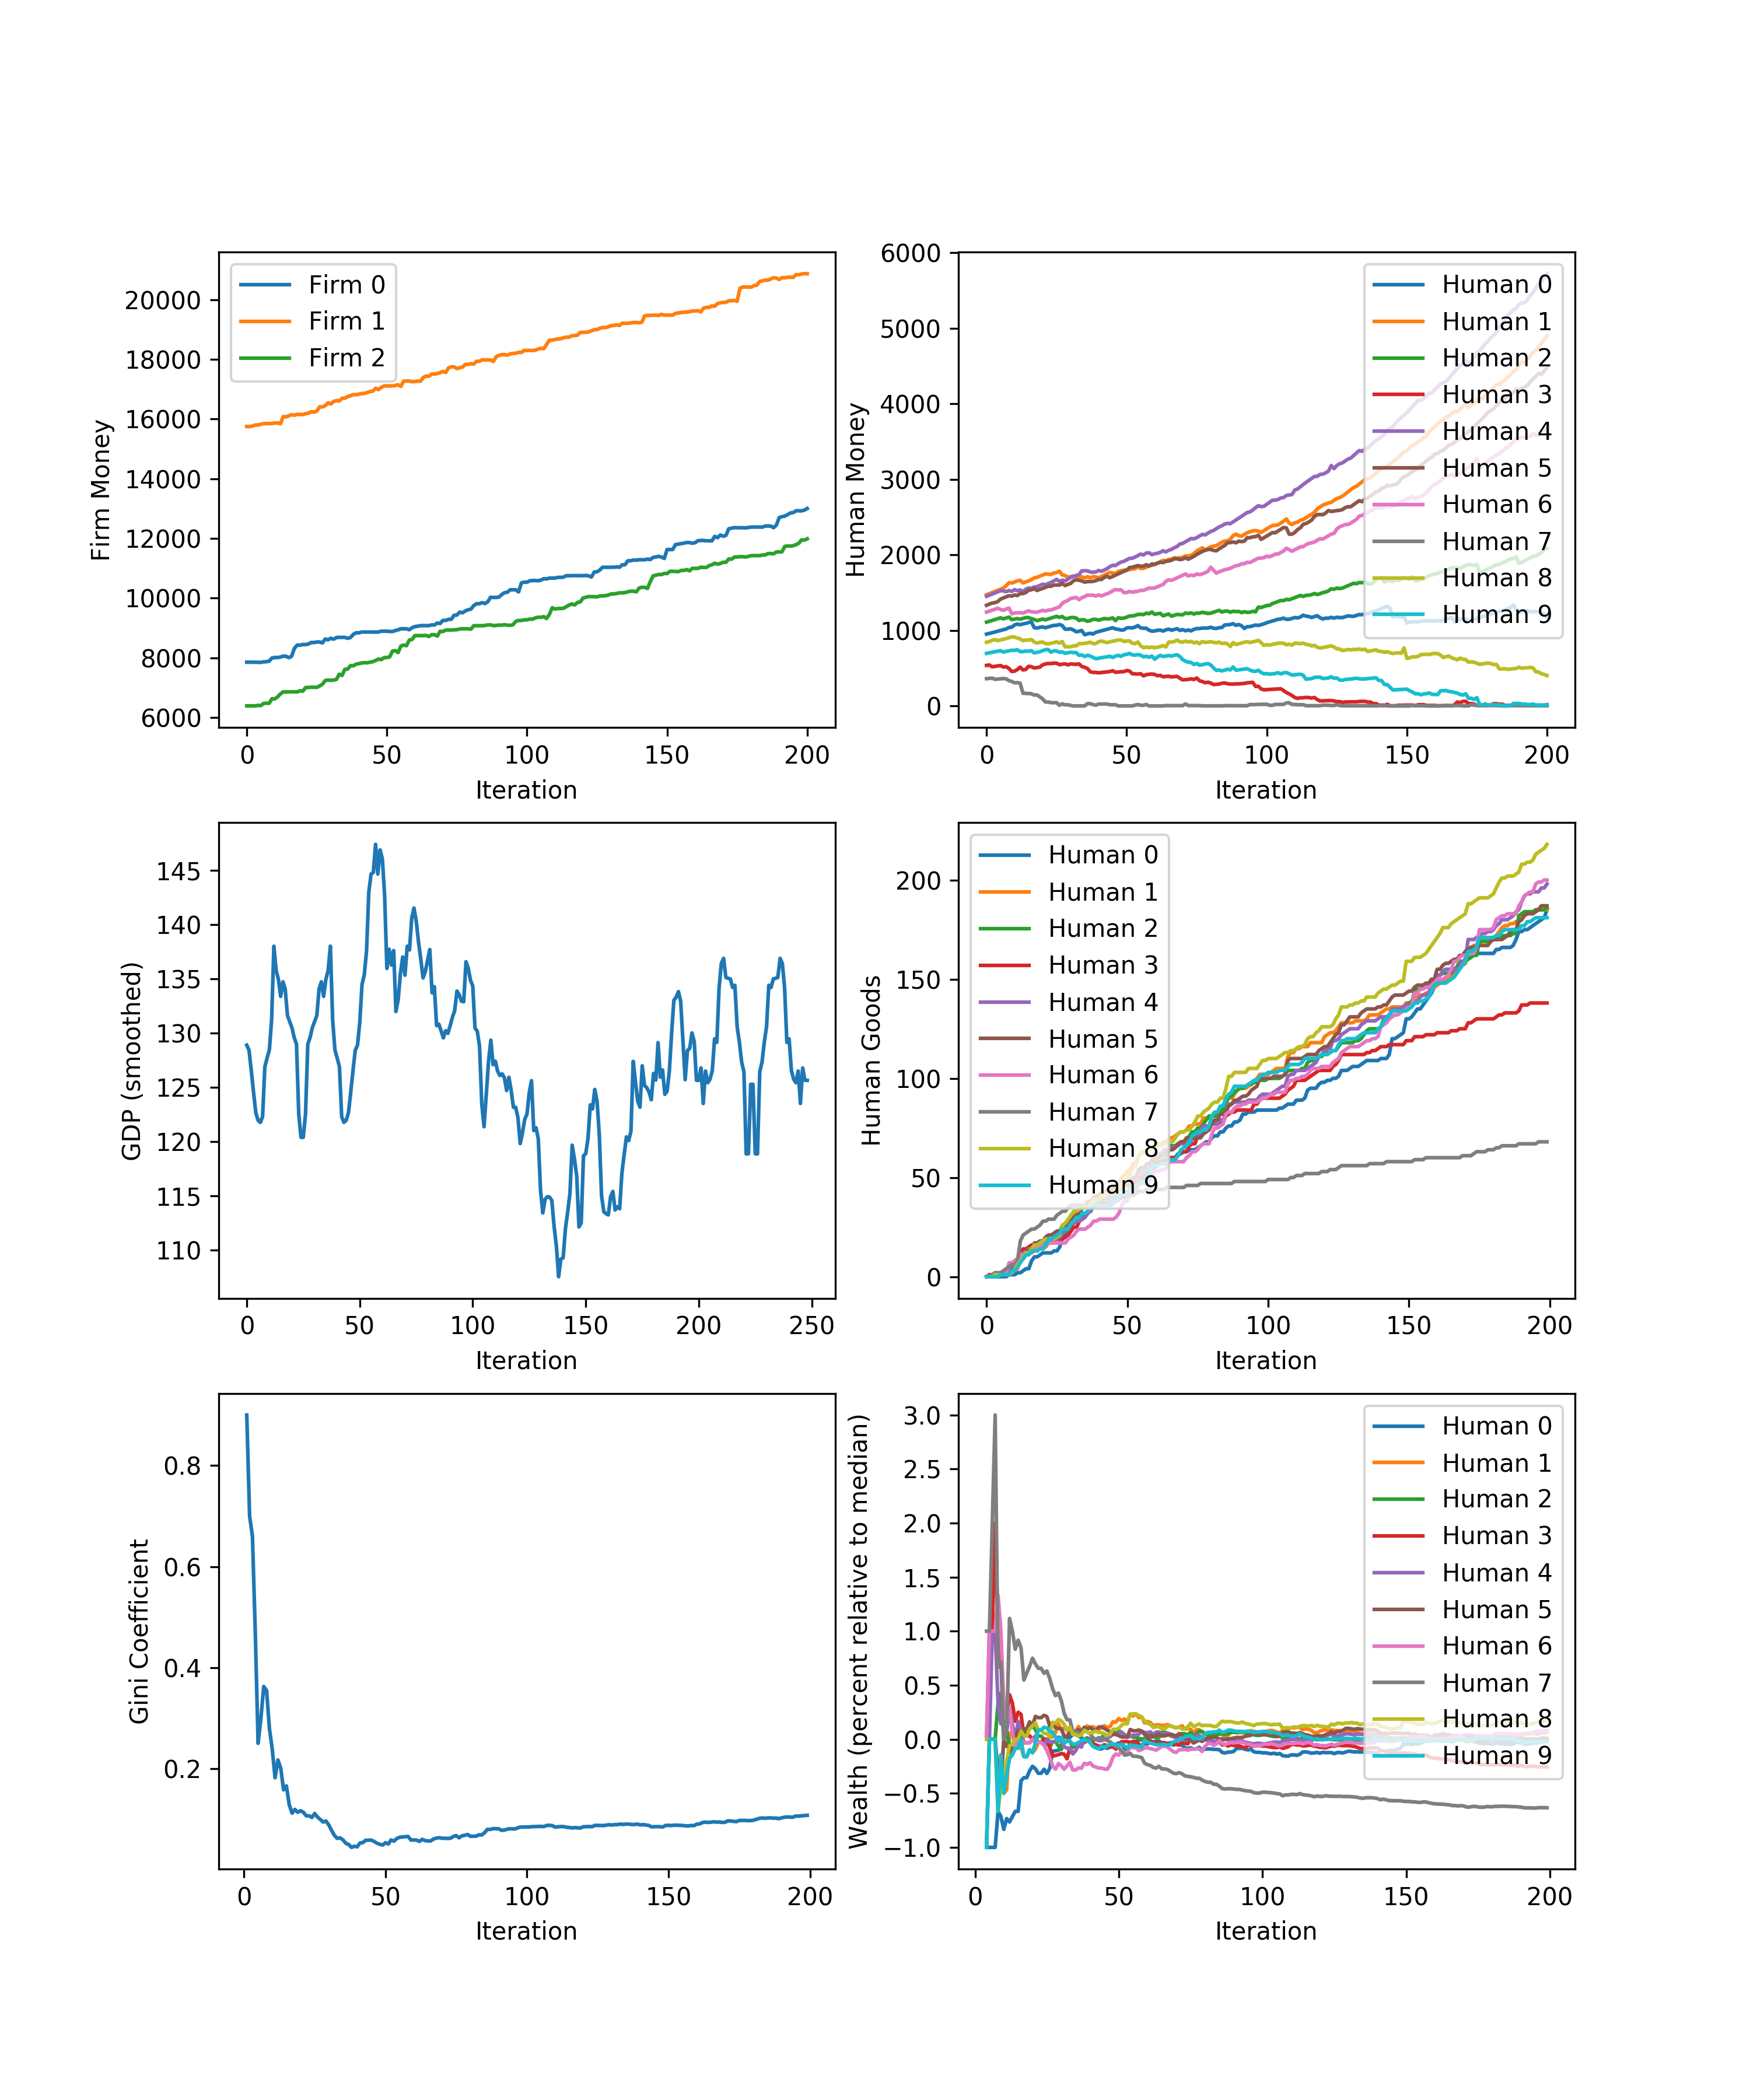 Firm Money
20000
18000
16000
14000
12000
10000
8000
6000
Firm 0
Firm 1
Firm 2
0 50 100 150 200
Iteration
Human Money
6000
5000
4000
3000
2000
1000
0
Human 0
Human 1
Human 2
Human 3
Human 4
Human 5
Human 6
Human 7
Human 8
Human 9
0 50 100 150 200
Iteration
GDP (smoothed)
145
140
135
130
125
120
115
110
0 50 100 150 200 250
Iteration
Human Goods
200
150
100
50
0
Human 0
Human 1
Human 2
Human 3
Human 4
Human 5
Human 6
Human 7
Human 8
Human 9
0 50 100 150 200
Iteration
Gini Coefficient
0.8
0.6
0.4
0.2
0 50 100 150 200
Iteration
Wealth (percent relative to median)
3.0
2.5
2.0
1.5
1.0
0.5
0.0
−0.5
−1.0
Human 0
Human 1
Human 2
Human 3
Human 4
Human 5
Human 6
Human 7
Human 8
Human 9
0 50 100 150 200
Iteration